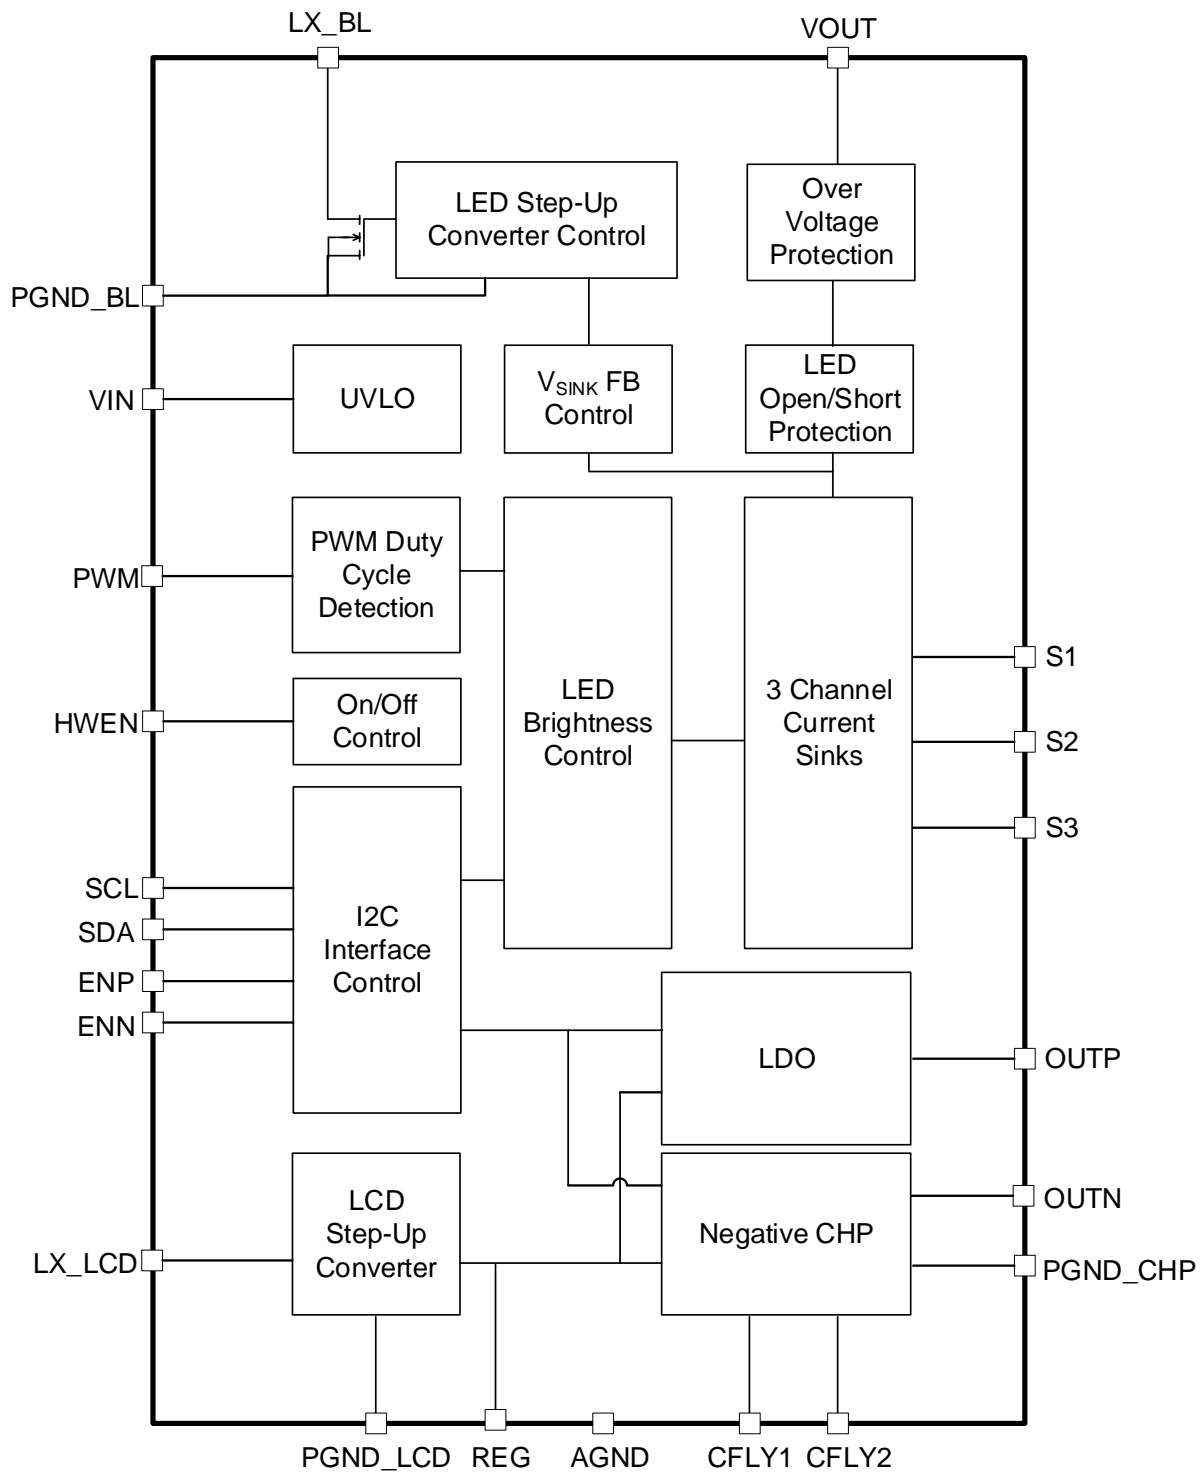 LX_BL
VOUT
LED Step-Up
Converter Control
Over
Voltage
Protection
PGND_BL
VIN
UVLO
VSINK FB
Control
LED
Open/Short
Protection
PWM
PWM Duty
Cycle
Detection
HWEN
On/Off
Control
LED
Brightness
Control
3 Channel
Current
Sinks
S1
S2
S3
SCL
SDA
ENP
ENN
I2C
Interface
Control
LDO
OUTP
LX_LCD
LCD
Step-Up
Converter
Negative CHP
OUTN
PGND_CHP
PGND_LCD
REG
AGND
CFLY1
CFLY2